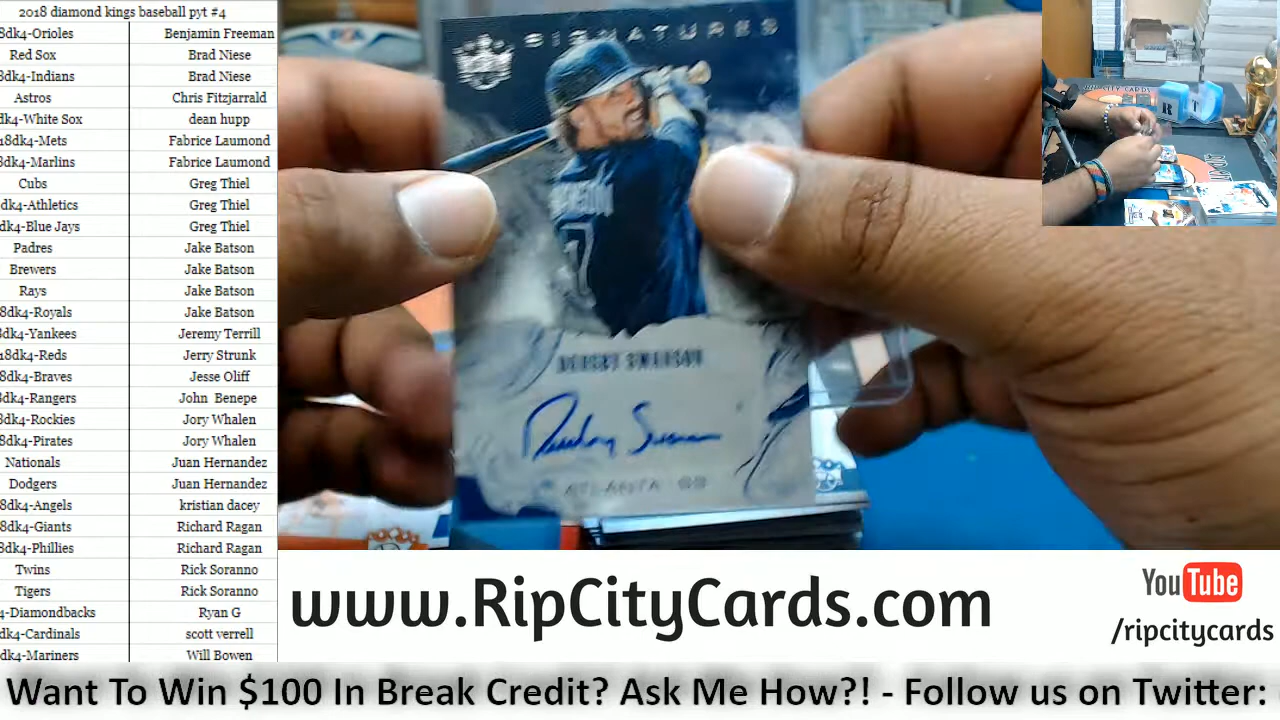 2018 diamond kings baseball pyt #4
8dk4-Orioles Benjamin Freeman
Red Sox Brad Niese
8dk4-Indians Brad Niese
Astros Chris Fitzjarrald
dk4-White Sox dean hupp
18dk4-Mets Fabrice Laumond
8dk4-Marlins Fabrice Laumond
Cubs Greg Thiel
dk4-Athletics Greg Thiel
dk4-Blue Jays Greg Thiel
Padres Jake Batson
Brewers Jake Batson
Rays Jake Batson
8dk4-Royals Jake Batson
8dk4-Yankees Jeremy Terrill
18dk4-Reds Jerry Strunk
8dk4-Braves Jesse Oliff
8dk4-Rangers John Benepe
8dk4-Rockies Jory Whalen
8dk4-Pirates Jory Whalen
Nationals Juan Hernandez
Dodgers Juan Hernandez
8dk4-Angels kristian dacey
8dk4-Giants Richard Ragan
8dk4-Phillies Richard Ragan
Twins Rick Soranno
Tigers Rick Soranno
4-Diamondbacks Ryan G
dk4-Cardinals scott verrell
dk4-Mariners Will Bowen
SIGNATURES
DANSBY SWANSON
ATLANTA
RIP CITY CARDS
R T
www.RipCityCards.com
YouTube
/ripcitycards
Want To Win $100 In Break Credit? Ask Me How?! - Follow us on Twitter: